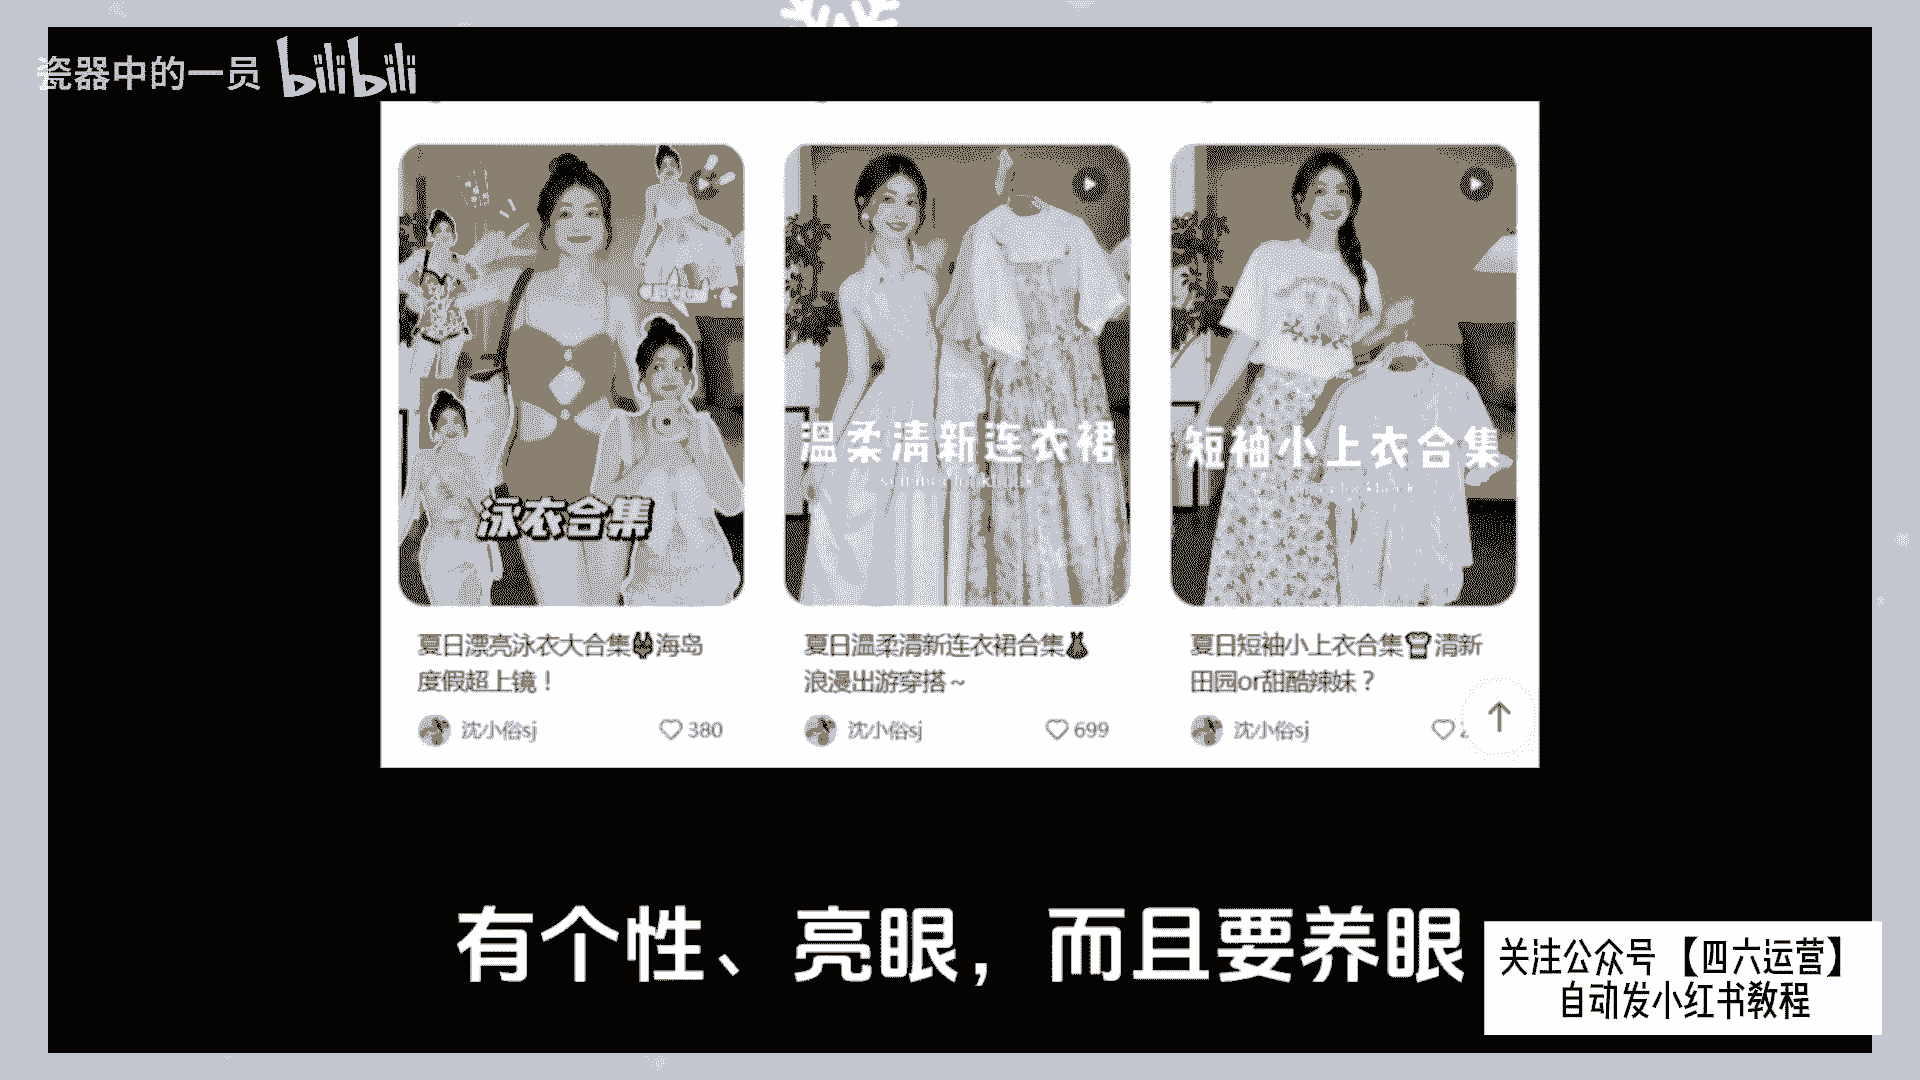 瓷器中的一员 bilibili
泳衣合集
温柔清新连衣裙
短袖小上衣合集
夏日漂亮泳衣大合集👙海岛
度假超上镜！
沈小俗sj ♡ 380
夏日温柔清新连衣裙合集👗
浪漫出游穿搭～
沈小俗sj ♡ 699
夏日短袖小上衣合集👚清新
田园or甜酷辣妹？
沈小俗sj
有个性、亮眼，而且要养眼
关注公众号【四六运营】
自动发小红书教程